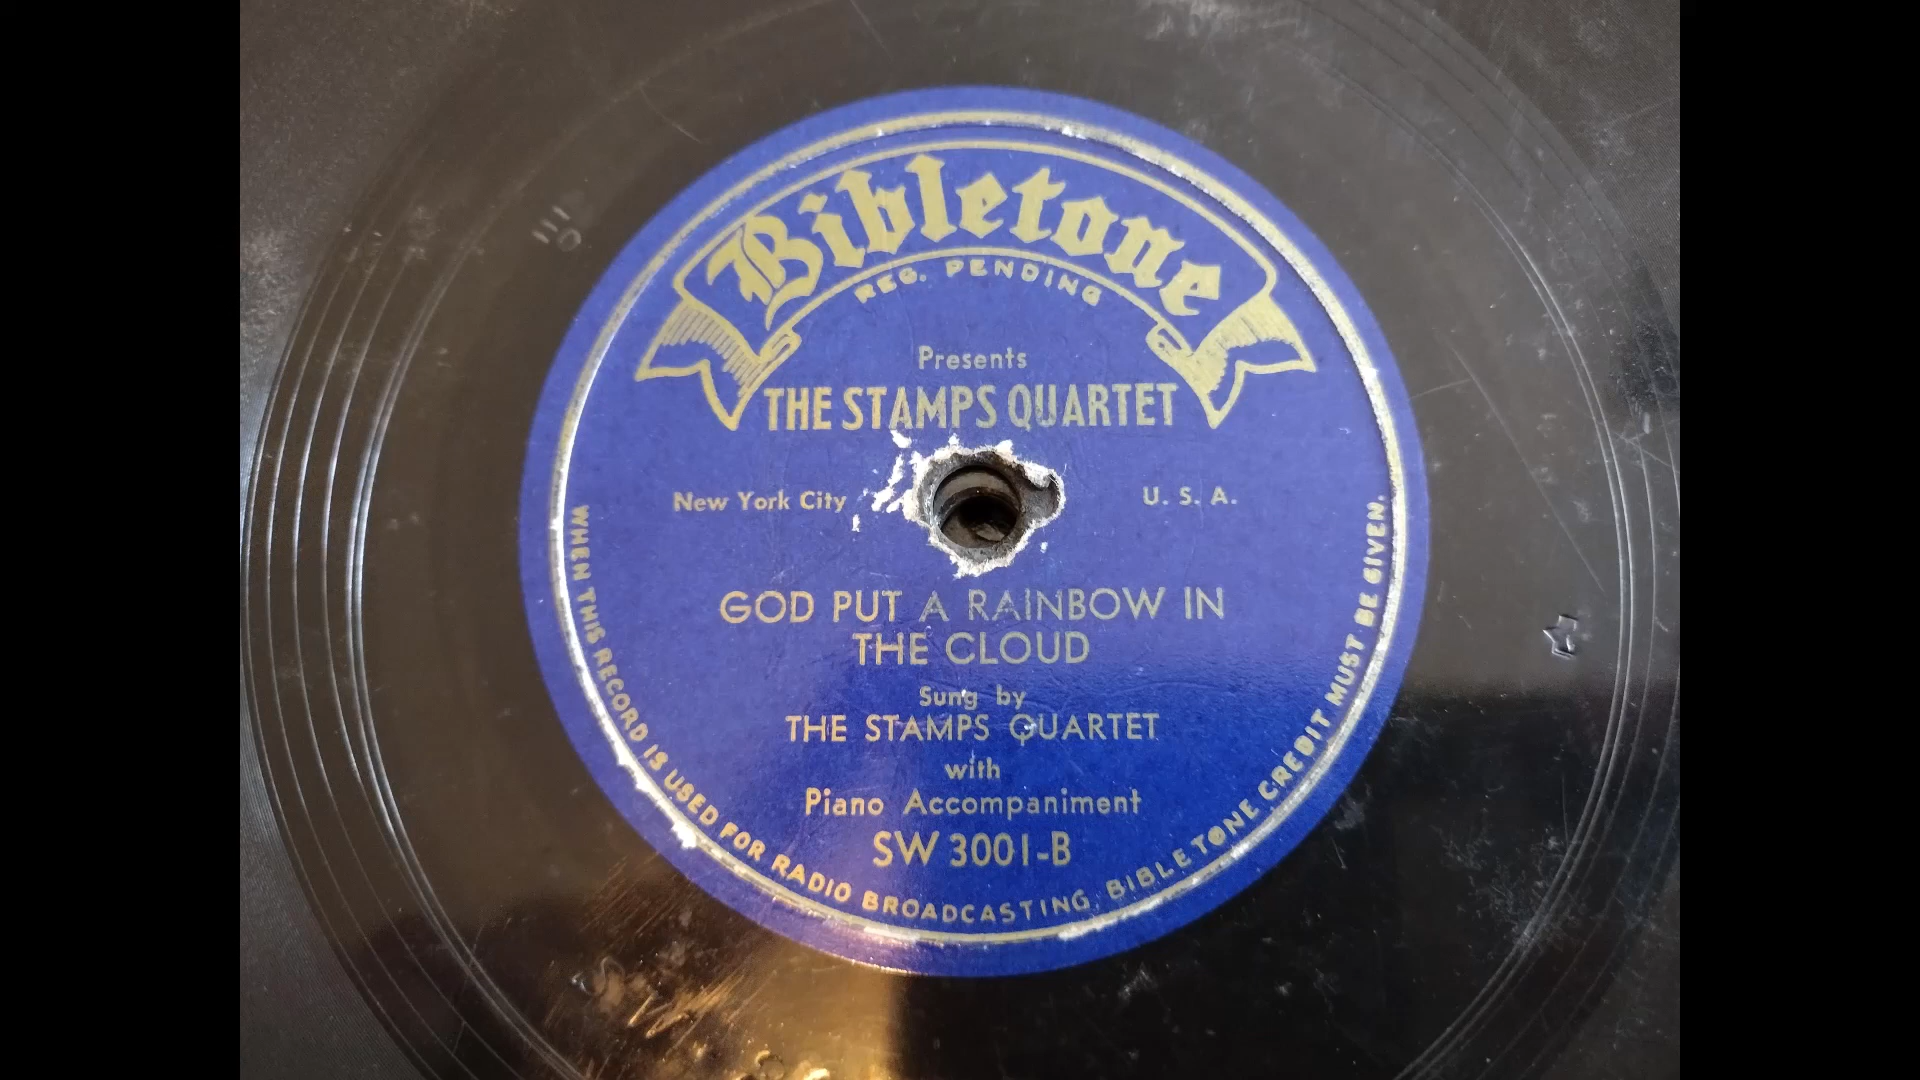 Bibletone
REG. PENDING
Presents
THE STAMPS QUARTET
New York City
U. S. A.
GOD PUT A RAINBOW IN
THE CLOUD
Sung by
THE STAMPS QUARTET
with
Piano Accompaniment
SW 3001-B
WHEN THIS RECORD IS USED FOR RADIO BROADCASTING, BIBLETONE CREDIT MUST BE GIVEN.